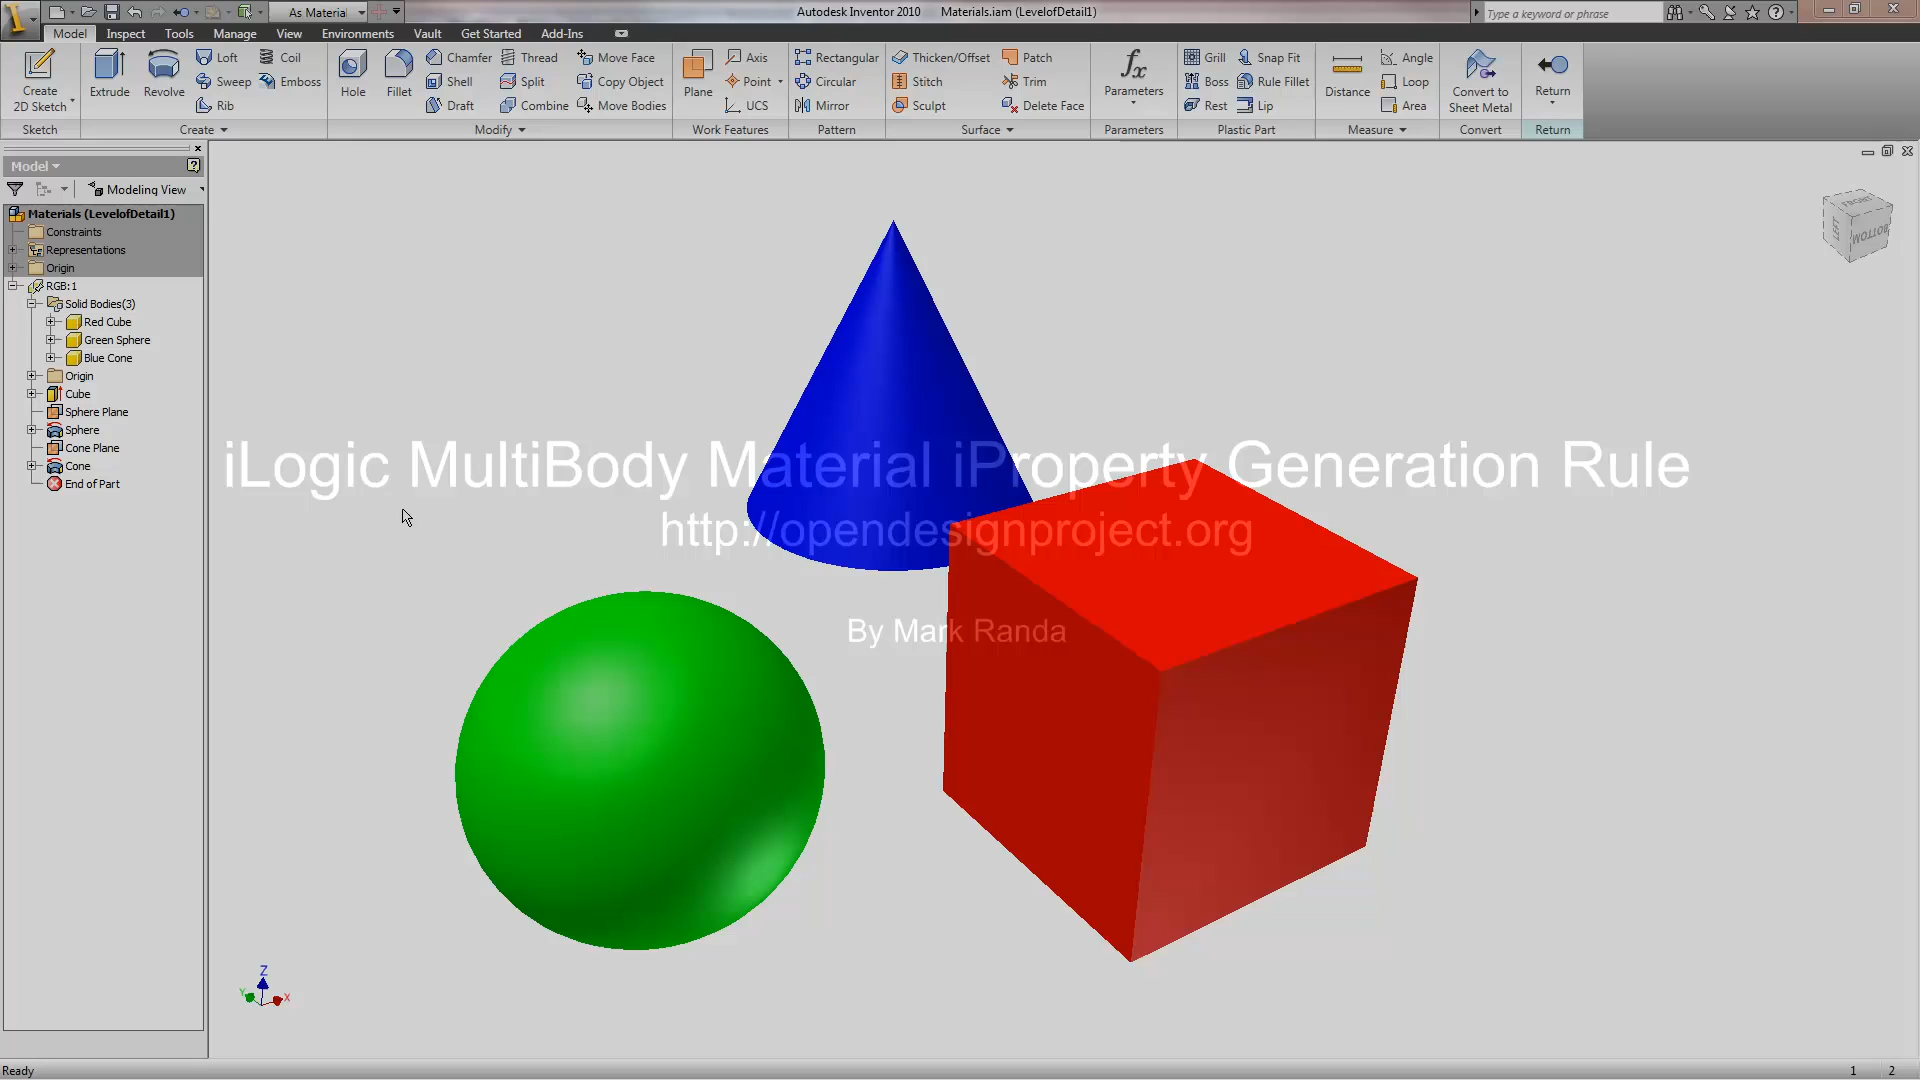 As Material
Autodesk Inventor 2010 Materials.iam (LevelofDetail1)
Type a keyword or phrase
Model Inspect Tools Manage View Environments Vault Get Started Add-Ins
Create
2D Sketch
Extrude
Revolve
Loft
Sweep
Rib
Coil
Emboss
Hole
Fillet
Chamfer
Shell
Draft
Thread
Split
Combine
Move Face
Copy Object
Move Bodies
Plane
Axis
Point
UCS
Rectangular
Circular
Mirror
Thicken/Offset
Stitch
Sculpt
Patch
Trim
Delete Face
fx
Parameters
Grill
Boss
Rest
Snap Fit
Rule Fillet
Lip
Distance
Angle
Loop
Area
Convert to
Sheet Metal
Return
Sketch Create Modify Work Features Pattern Surface Parameters Plastic Part Measure Convert Return
Model
Modeling View
Materials (LevelofDetail1)
Constraints
Representations
Origin
RGB:1
Solid Bodies(3)
Red Cube
Green Sphere
Blue Cone
Origin
Cube
Sphere Plane
Sphere
Cone Plane
Cone
End of Part
FRONT
LEFT
BOTTOM
iLogic MultiBody Material iProperty Generation Rule
http://opendesignproject.org
By Mark Randa
Z
Y
X
Ready
1 2